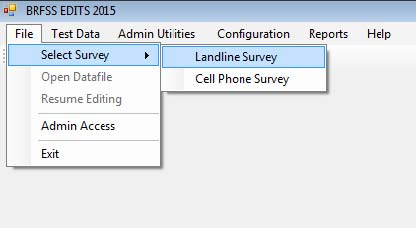 BRFSS EDITS 2015
File Test Data Admin Utilities Configuration Reports Help
Select Survey Landline Survey
Open Datafile Cell Phone Survey
Resume Editing
Admin Access
Exit